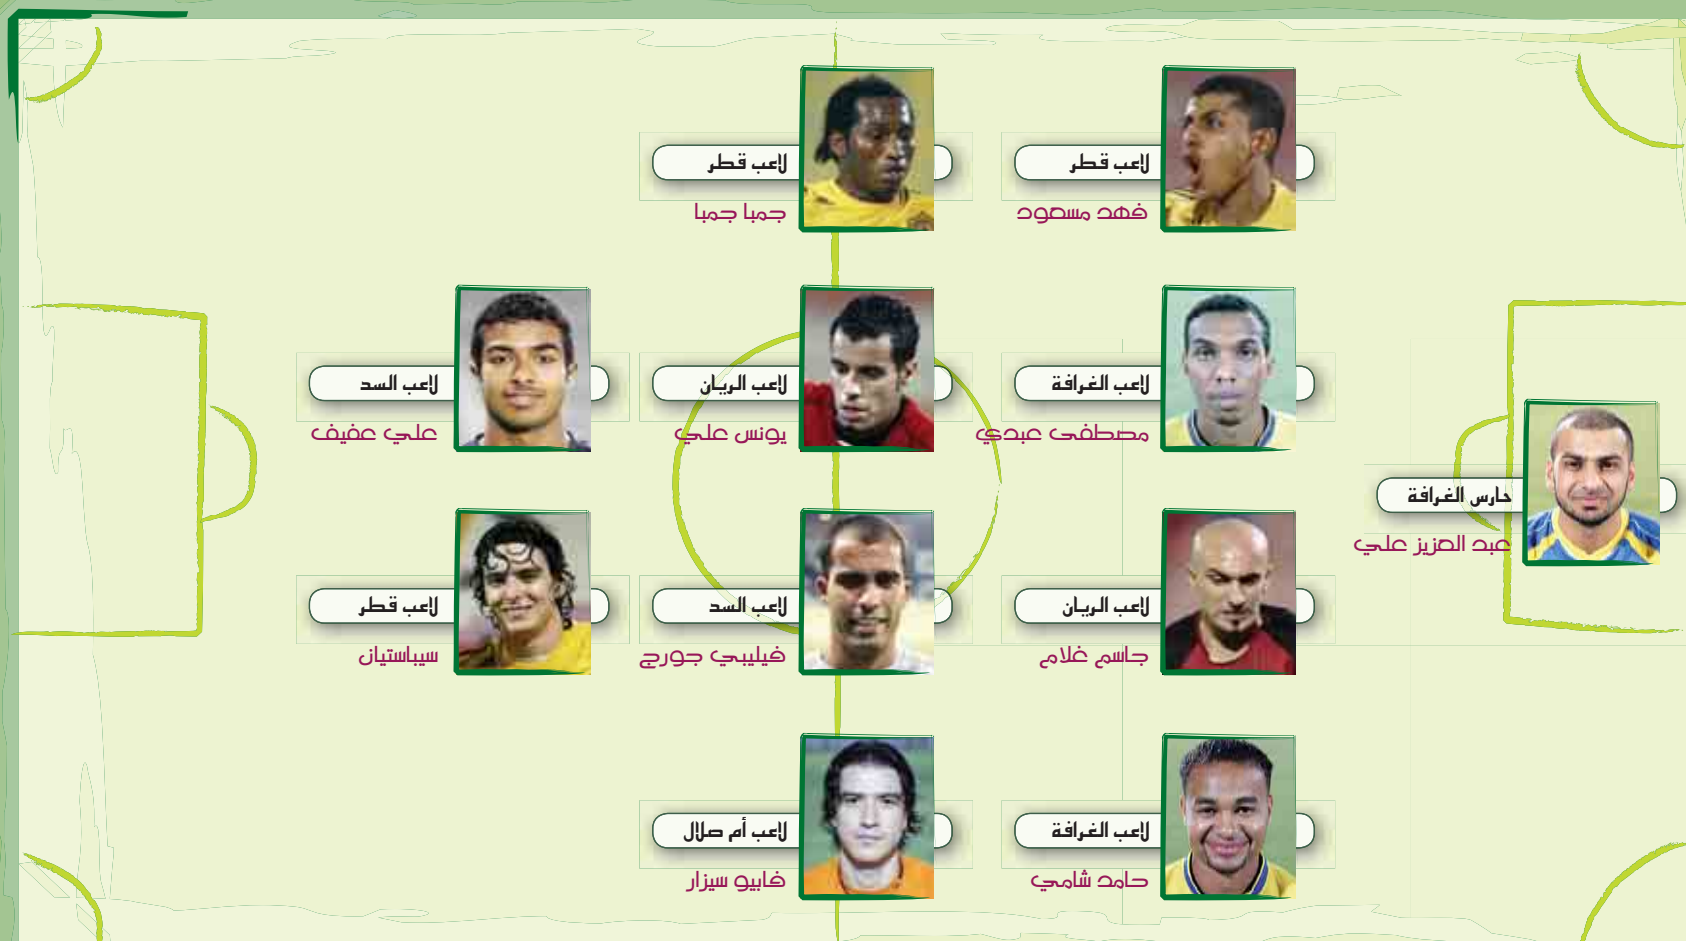 لاعب قطر
فهد مسعود
لاعب قطر
جمبا جمبا
لاعب الغرافة
مصطفى عبدي
لاعب الريان
يونس علي
لاعب السد
علي عفيف
حارس الغرافة
عبد العزيز علي
لاعب الريان
جاسم غلام
لاعب السد
فيليبي جورج
لاعب قطر
سيباستيان
لاعب الغرافة
حامد شامي
لاعب أم صلال
فابيو سيزار